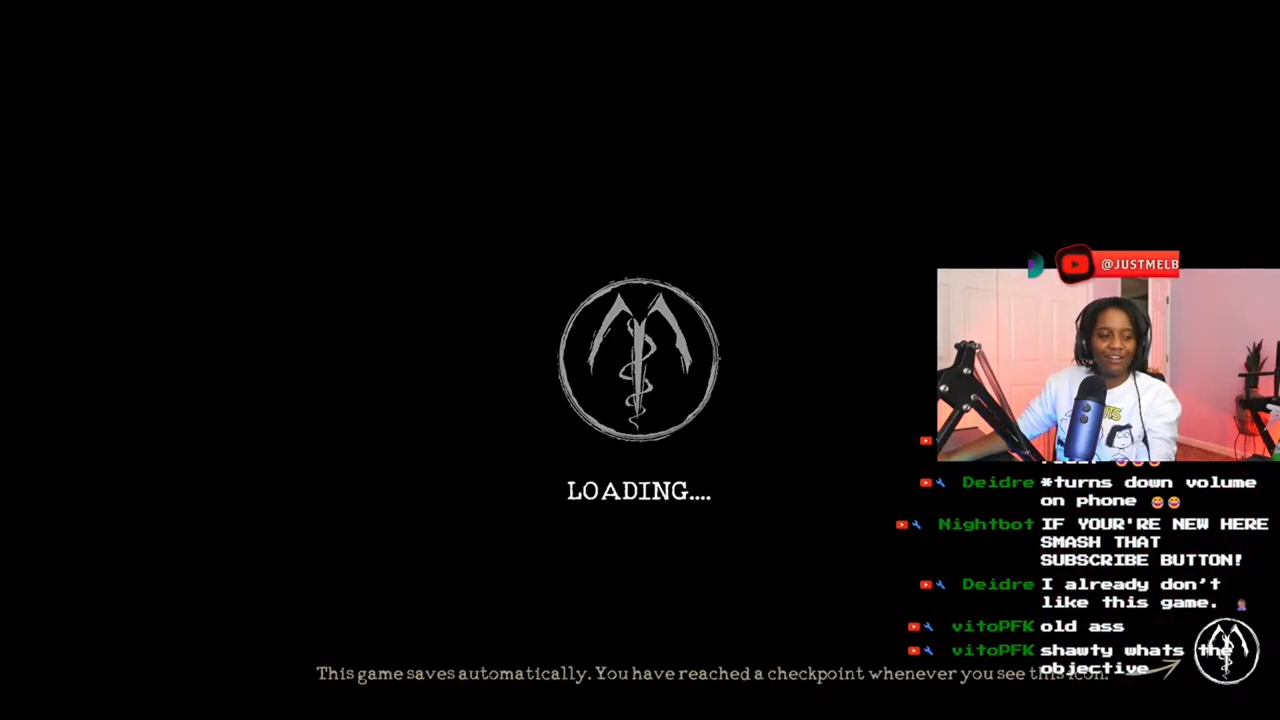 @JUSTMELB
Deidre *turns down volume
on phone 😂😂
Nightbot IF YOUR'RE NEW HERE
SMASH THAT
SUBSCRIBE BUTTON!
Deidre I already don't
like this game.
vitoPFK old ass
vitoPFK shawty whats the
objective
LOADING....
This game saves automatically. You have reached a checkpoint whenever you see this icon.